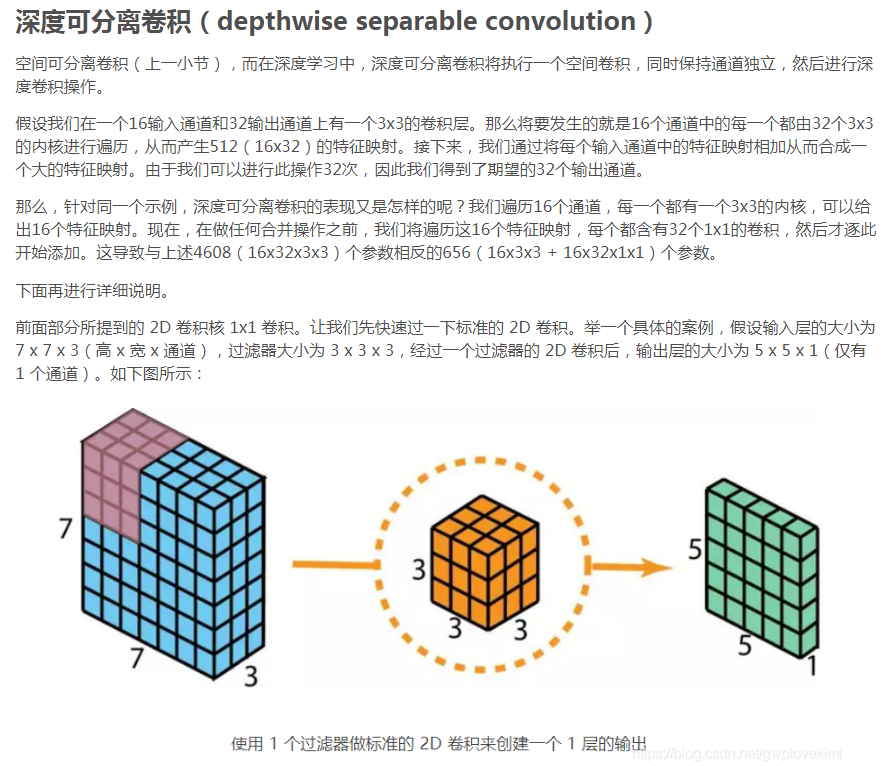 深度可分离卷积（depthwise separable convolution）
空间可分离卷积（上一小节），而在深度学习中，深度可分离卷积将执行一个空间卷积，同时保持通道独立，然后进行深
度卷积操作。
假设我们在一个16输入通道和32输出通道上有一个3x3的卷积层。那么将要发生的就是16个通道中的每一个都由32个3x3
的内核进行遍历，从而产生512（16x32）的特征映射。接下来，我们通过将每个输入通道中的特征映射相加从而合成一
个大的特征映射。由于我们可以进行此操作32次，因此我们得到了期望的32个输出通道。
那么，针对同一个示例，深度可分离卷积的表现又是怎样的呢？我们遍历16个通道，每一个都有一个3x3的内核，可以给
出16个特征映射。现在，在做任何合并操作之前，我们将遍历这16个特征映射，每个都含有32个1x1的卷积，然后才逐此
开始添加。这导致与上述4608（16x32x3x3）个参数相反的656（16x3x3 + 16x32x1x1）个参数。
下面再进行详细说明。
前面部分所提到的 2D 卷积核 1x1 卷积。让我们先快速过一下标准的 2D 卷积。举一个具体的案例，假设输入层的大小为
7 x 7 x 3（高 x 宽 x 通道），过滤器大小为 3 x 3 x 3，经过一个过滤器的 2D 卷积后，输出层的大小为 5 x 5 x 1（仅有
1 个通道）。如下图所示：
7
7
3
3
3
3
5
5
1
使用 1 个过滤器做标准的 2D 卷积来创建一个 1 层的输出
https://blog.csdn.net/gwplovekimi